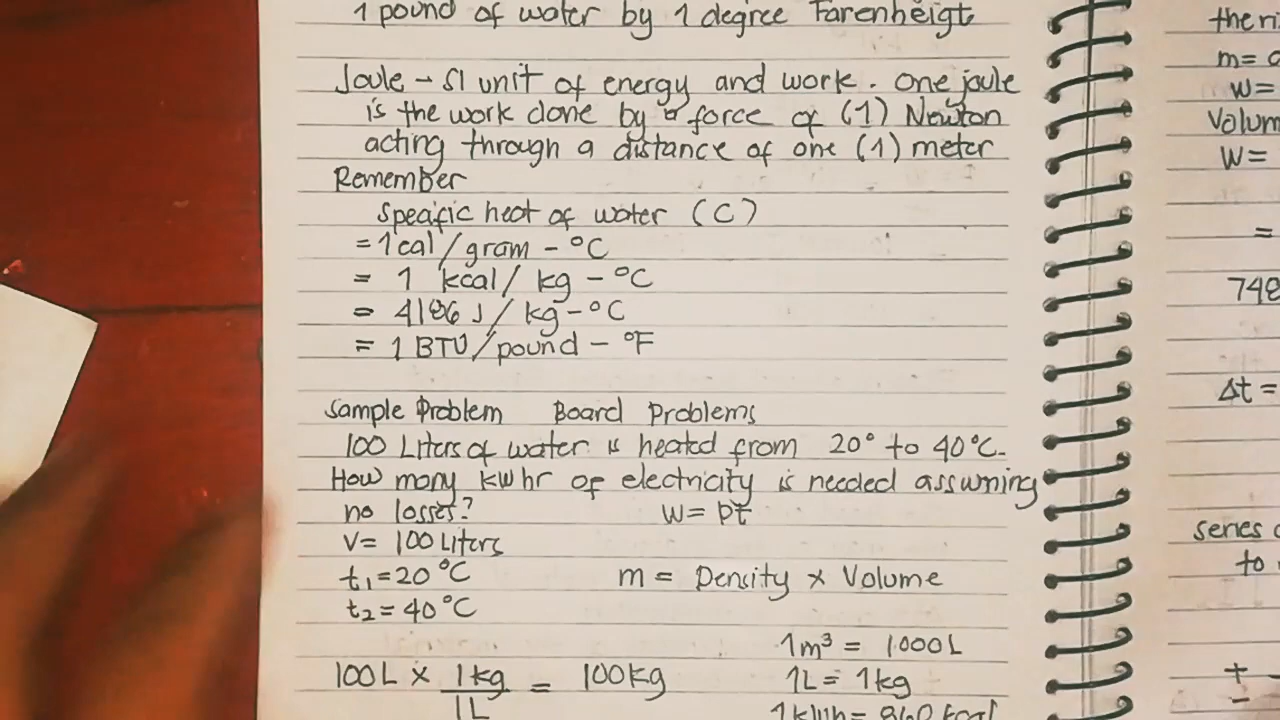 1 pound of water by 1 degree Farenheigt
Joule - SI unit of energy and work. One joule
is the work done by a force of (1) Newton
acting through a distance of one (1) meter
Remember
Specific heat of water (C)
= 1 cal/gram - °C
= 1 kcal/kg - °C
= 4186 J/kg - °C
= 1 BTU/pound - °F
Sample Problem Board Problems
100 Liters of water is heated from 20° to 40°C.
How many kwhr of electricity is needed assuming
no losses? W = pt
V = 100 Liters
t₁ = 20°C m = Density x Volume
t₂ = 40°C
1m³ = 1000L
100L x 1kg/1L = 100kg 1L = 1kg
1kwh = 860 kcal
m=
W=
Volum
W=
=
748
Δt =
series
to
+
-